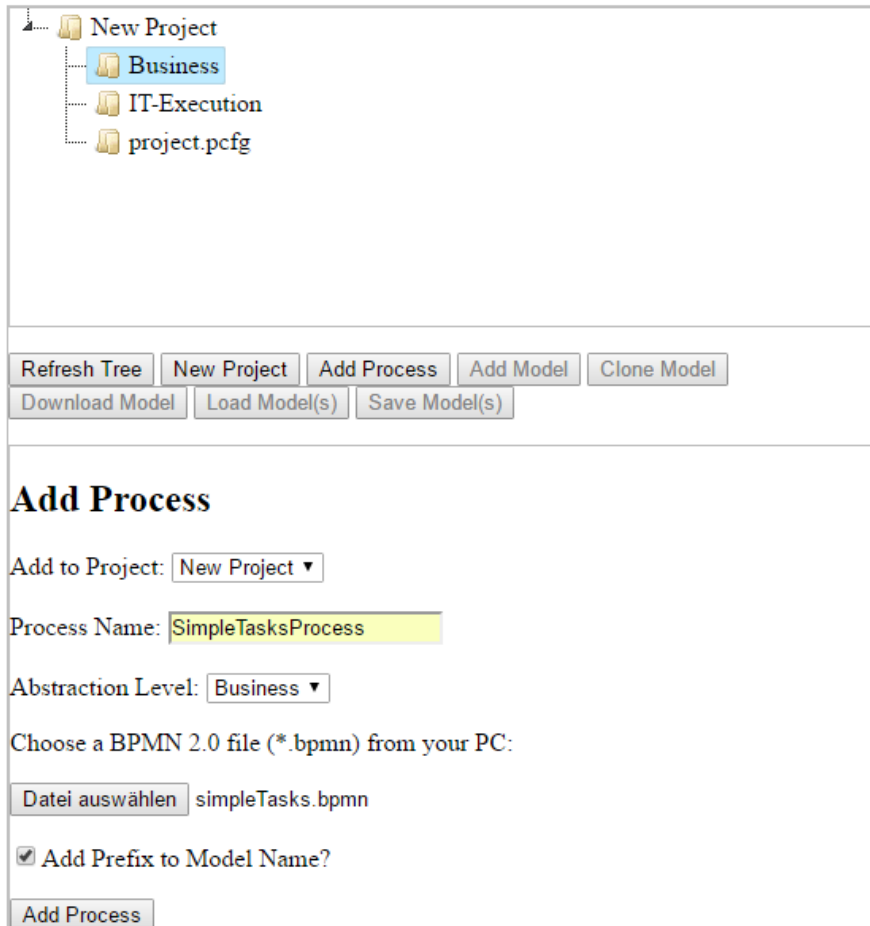 New Project
Business
IT-Execution
project.pcfg
Refresh Tree New Project Add Process Add Model Clone Model
Download Model Load Model(s) Save Model(s)
Add Process
Add to Project: New Project
Process Name: SimpleTasksProcess
Abstraction Level: Business
Choose a BPMN 2.0 file (*.bpmn) from your PC:
Datei auswählen simpleTasks.bpmn
Add Prefix to Model Name?
Add Process